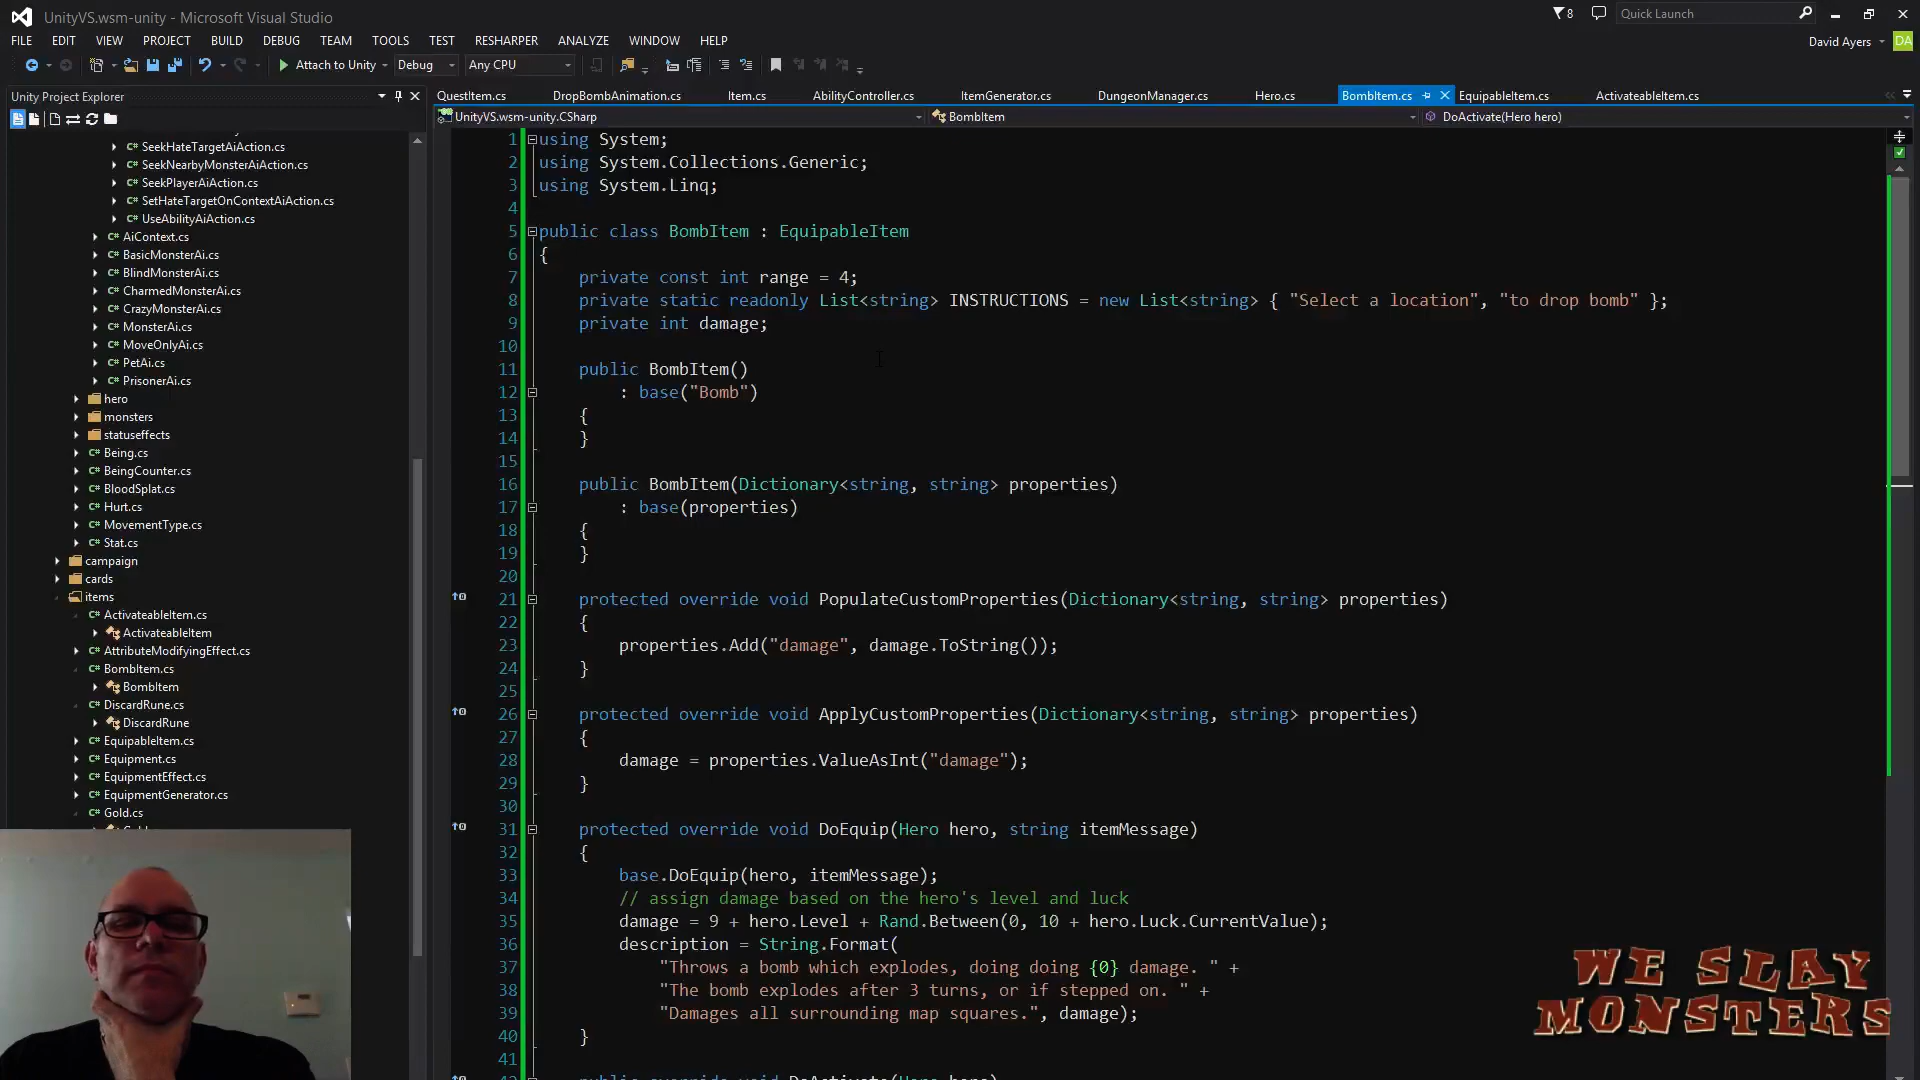 UnityVS.wsm-unity - Microsoft Visual Studio
8
Quick Launch
FILE EDIT VIEW PROJECT BUILD DEBUG TEAM TOOLS TEST RESHARPER ANALYZE WINDOW HELP
David Ayers DA
Attach to Unity Debug Any CPU
Unity Project Explorer
QuestItem.cs DropBombAnimation.cs Item.cs AbilityController.cs ItemGenerator.cs DungeonManager.cs Hero.cs BombItem.cs EquipableItem.cs ActivateableItem.cs
UnityVS.wsm-unity.CSharp BombItem DoActivate(Hero hero)
SeekHateTargetAiAction.cs
SeekNearbyMonsterAiAction.cs
SeekPlayerAiAction.cs
SetHateTargetOnContextAiAction.cs
UseAbilityAiAction.cs
AiContext.cs
BasicMonsterAi.cs
BlindMonsterAi.cs
CharmedMonsterAi.cs
CrazyMonsterAi.cs
MonsterAi.cs
MoveOnlyAi.cs
PetAi.cs
PrisonerAi.cs
hero
monsters
statuseffects
Being.cs
BeingCounter.cs
BloodSplat.cs
Hurt.cs
MovementType.cs
Stat.cs
campaign
cards
items
ActivateableItem.cs
ActivateableItem
AttributeModifyingEffect.cs
BombItem.cs
BombItem
DiscardRune.cs
DiscardRune
EquipableItem.cs
Equipment.cs
EquipmentEffect.cs
EquipmentGenerator.cs
Gold.cs
1 using System;
2 using System.Collections.Generic;
3 using System.Linq;
4
5 public class BombItem : EquipableItem
6 {
7 private const int range = 4;
8 private static readonly List<string> INSTRUCTIONS = new List<string> { "Select a location", "to drop bomb" };
9 private int damage;
10
11 public BombItem()
12 : base("Bomb")
13 {
14 }
15
16 public BombItem(Dictionary<string, string> properties)
17 : base(properties)
18 {
19 }
20
21 protected override void PopulateCustomProperties(Dictionary<string, string> properties)
22 {
23 properties.Add("damage", damage.ToString());
24 }
25
26 protected override void ApplyCustomProperties(Dictionary<string, string> properties)
27 {
28 damage = properties.ValueAsInt("damage");
29 }
30
31 protected override void DoEquip(Hero hero, string itemMessage)
32 {
33 base.DoEquip(hero, itemMessage);
34 // assign damage based on the hero's level and luck
35 damage = 9 + hero.Level + Rand.Between(0, 10 + hero.Luck.CurrentValue);
36 description = String.Format(
37 "Throws a bomb which explodes, doing doing {0} damage. " +
38 "The bomb explodes after 3 turns, or if stepped on. " +
39 "Damages all surrounding map squares.", damage);
40 }
41
WE SLAY
MONSTERS